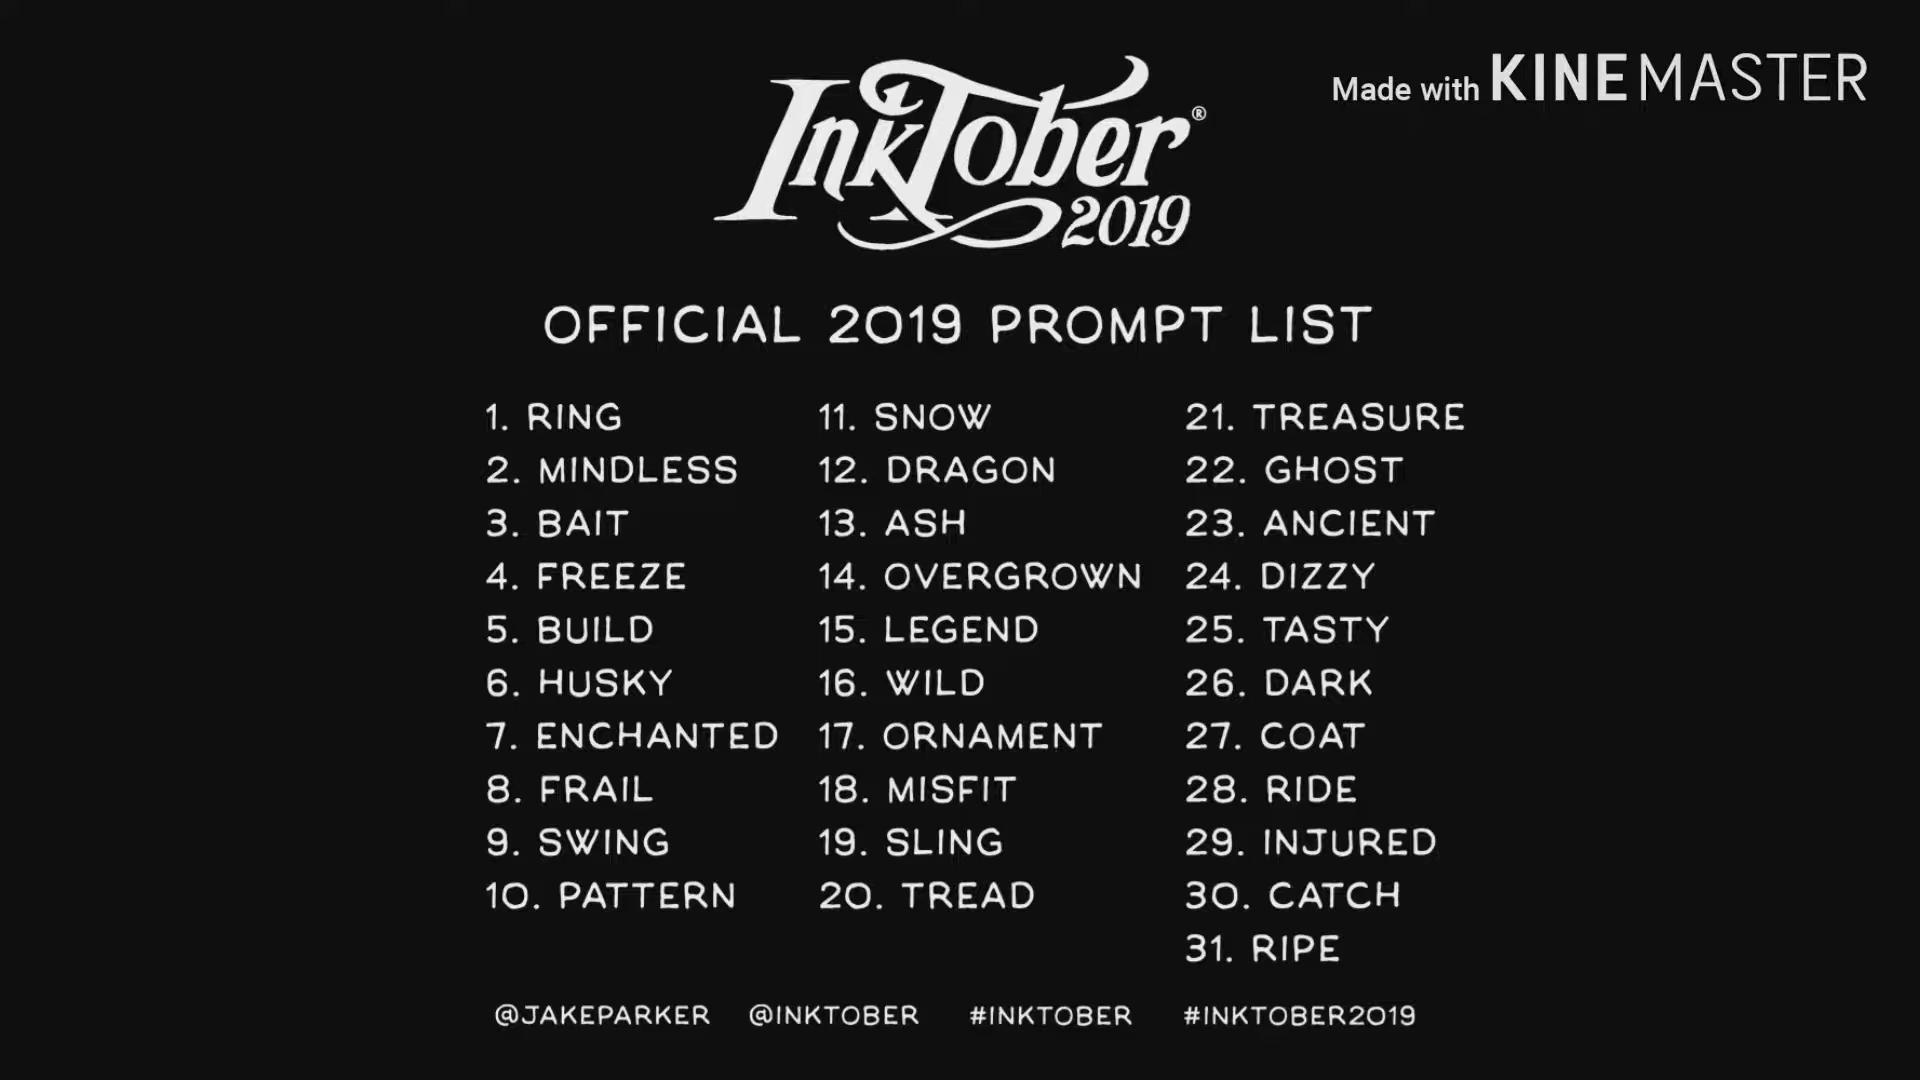 InkTober®
2019
Made with KINEMASTER
OFFICIAL 2019 PROMPT LIST
1. RING
2. MINDLESS
3. BAIT
4. FREEZE
5. BUILD
6. HUSKY
7. ENCHANTED
8. FRAIL
9. SWING
10. PATTERN
11. SNOW
12. DRAGON
13. ASH
14. OVERGROWN
15. LEGEND
16. WILD
17. ORNAMENT
18. MISFIT
19. SLING
20. TREAD
21. TREASURE
22. GHOST
23. ANCIENT
24. DIZZY
25. TASTY
26. DARK
27. COAT
28. RIDE
29. INJURED
30. CATCH
31. RIPE
@JAKEPARKER @INKTOBER #INKTOBER #INKTOBER2019